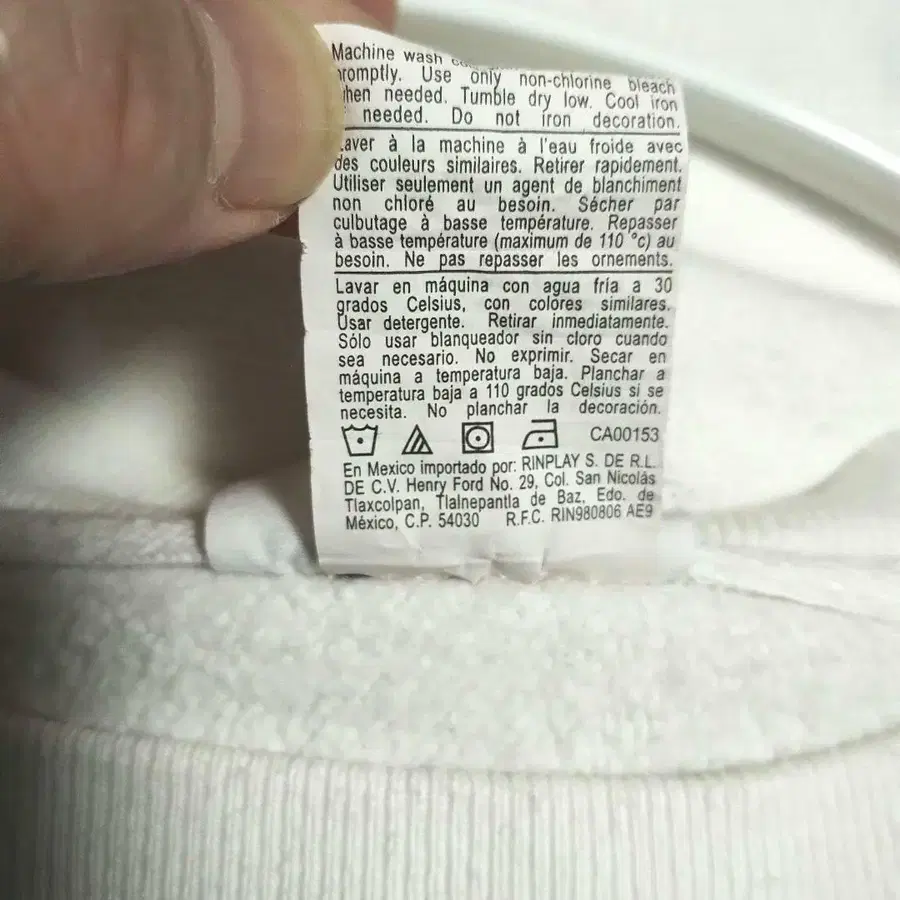 Machine wash
promptly. Use only non-chlorine bleach
when needed. Tumble dry low. Cool iron
needed. Do not iron decoration.
Laver à la machine à l'eau froide avec
des couleurs similaires. Retirer rapidement.
Utiliser seulement un agent de blanchiment
non chloré au besoin. Sécher par
culbutage à basse température. Repasser
à basse température (maximum de 110 °c) au
besoin. Ne pas repasser les ornements.
Lavar en máquina con agua fría a 30
grados Celsius, con colores similares.
Usar detergente. Retirar inmediatamente.
Sólo usar blanqueador sin cloro cuando
sea necesario. No exprimir. Secar en
máquina a temperatura baja. Planchar a
temperatura baja a 110 grados Celsius si se
necesita. No planchar la decoración.
CA00153
En Mexico importado por: RINPLAY S. DE R.L.
DE C.V. Henry Ford No. 29, Col. San Nicolás
Tlaxcolpan, Tlalnepantla de Baz, Edo. de
México, C.P. 54030 R.F.C. RIN980806 AE9